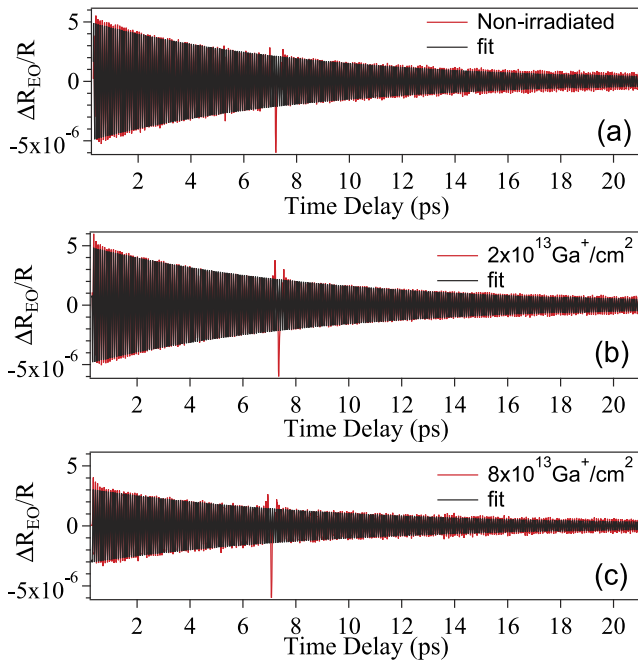 5
Non-irradiated
fit
0
ΔR_EO/R
-5x10⁻⁶
(a)
2 4 6 8 10 12 14 16 18 20
Time Delay (ps)
5
2x10¹³Ga⁺/cm²
fit
0
ΔR_EO/R
-5x10⁻⁶
(b)
2 4 6 8 10 12 14 16 18 20
Time Delay (ps)
5
8x10¹³Ga⁺/cm²
fit
0
ΔR_EO/R
-5x10⁻⁶
(c)
2 4 6 8 10 12 14 16 18 20
Time Delay (ps)